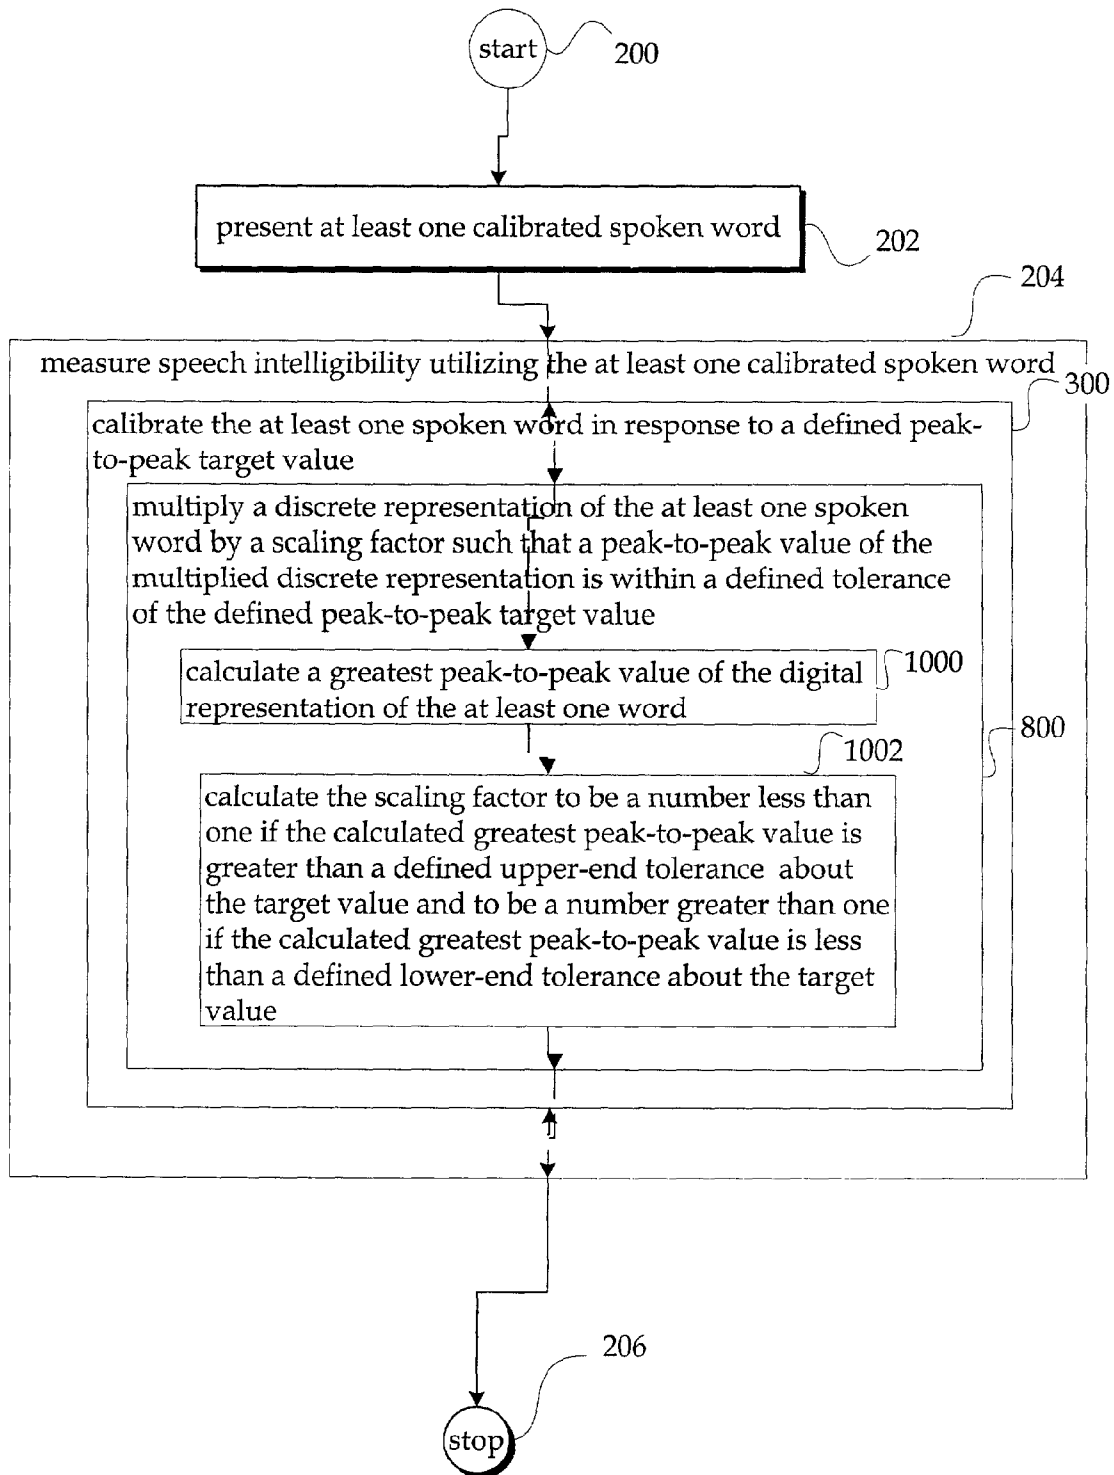 start
200
present at least one calibrated spoken word
202
204
measure speech intelligibility utilizing the at least one calibrated spoken word
300
calibrate the at least one spoken word in response to a defined peak-
to-peak target value
multiply a discrete representation of the at least one spoken
word by a scaling factor such that a peak-to-peak value of the
multiplied discrete representation is within a defined tolerance
of the defined peak-to-peak target value
calculate a greatest peak-to-peak value of the digital
representation of the at least one word
1000
800
1002
calculate the scaling factor to be a number less than
one if the calculated greatest peak-to-peak value is
greater than a defined upper-end tolerance about
the target value and to be a number greater than one
if the calculated greatest peak-to-peak value is less
than a defined lower-end tolerance about the target
value
206
stop